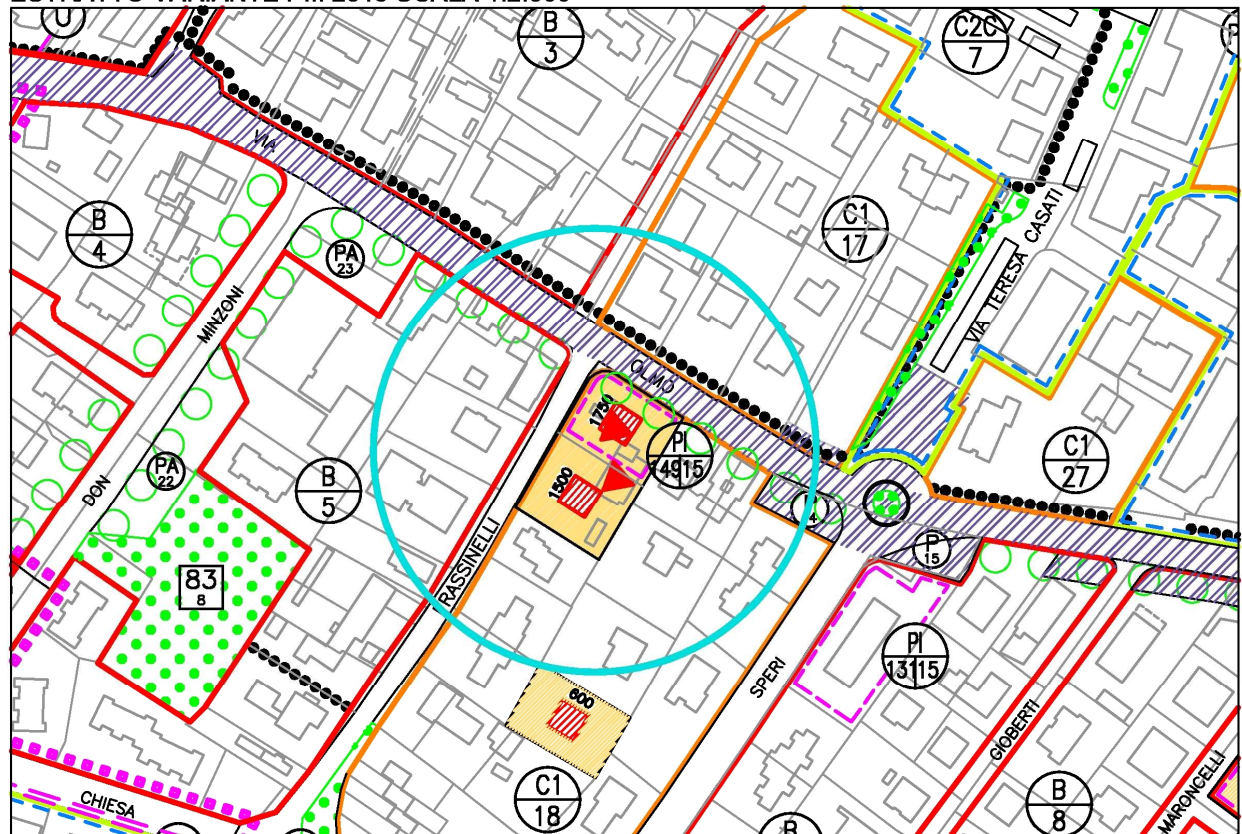 U
B
3
C2C
7
VIA
C1
17
B
4
PA
23
VIA TERESA CASATI
MINZONI
OLMO
1750
PI
149 15
C1
27
PA
22
B
5
1500
DON
4
P
15
83
8
RASSINELLI
PI
131 15
SPERI
600
GIOBERTI
C1
18
B
8
MARONCELLI
CHIESA
B